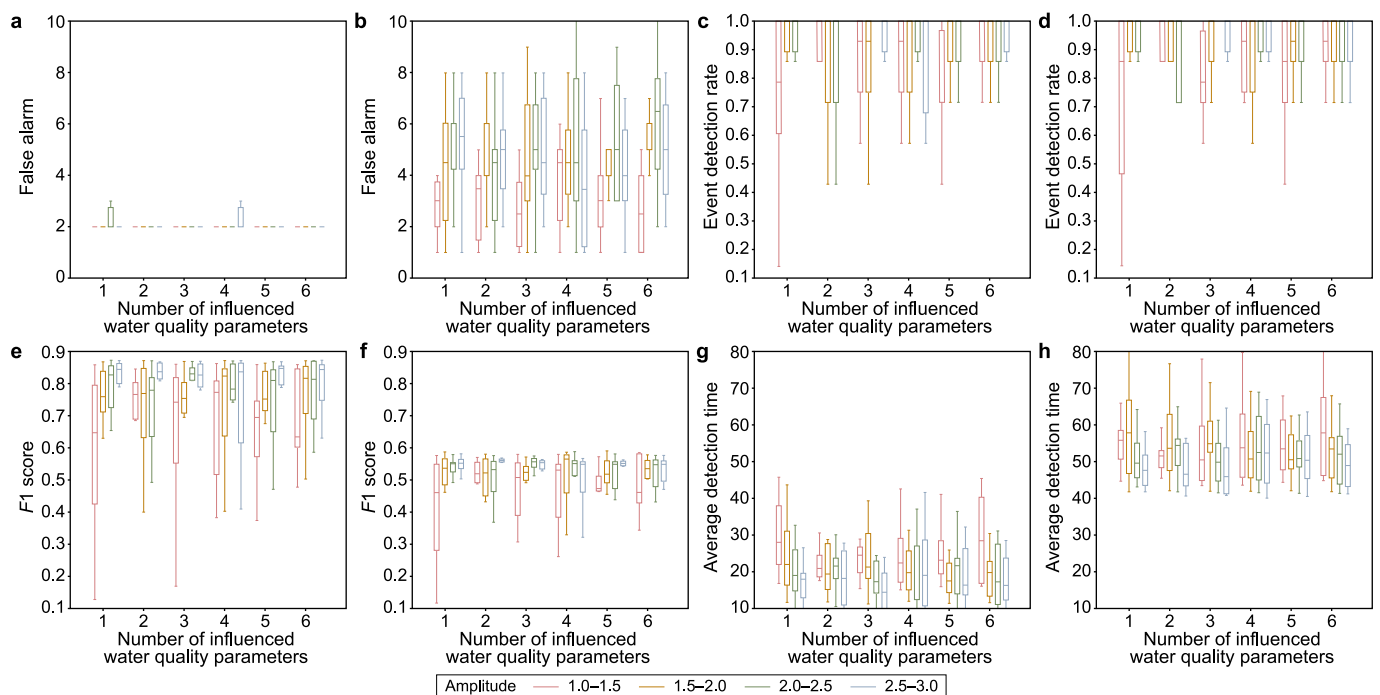 a
b
c
d
10
8
6
4
2
0
False alarm
1 2 3 4 5 6
Number of influenced
water quality parameters
10
8
6
4
2
0
False alarm
1 2 3 4 5 6
Number of influenced
water quality parameters
1.0
0.9
0.8
0.7
0.6
0.5
0.4
0.3
0.2
0.1
Event detection rate
1 2 3 4 5 6
Number of influenced
water quality parameters
1.0
0.9
0.8
0.7
0.6
0.5
0.4
0.3
0.2
0.1
Event detection rate
1 2 3 4 5 6
Number of influenced
water quality parameters
e
f
g
h
0.9
0.8
0.7
0.6
0.5
0.4
0.3
0.2
0.1
F1 score
1 2 3 4 5 6
Number of influenced
water quality parameters
0.9
0.8
0.7
0.6
0.5
0.4
0.3
0.2
0.1
F1 score
1 2 3 4 5 6
Number of influenced
water quality parameters
80
70
60
50
40
30
20
10
Average detection time
1 2 3 4 5 6
Number of influenced
water quality parameters
80
70
60
50
40
30
20
10
Average detection time
1 2 3 4 5 6
Number of influenced
water quality parameters
Amplitude 1.0–1.5 1.5–2.0 2.0–2.5 2.5–3.0